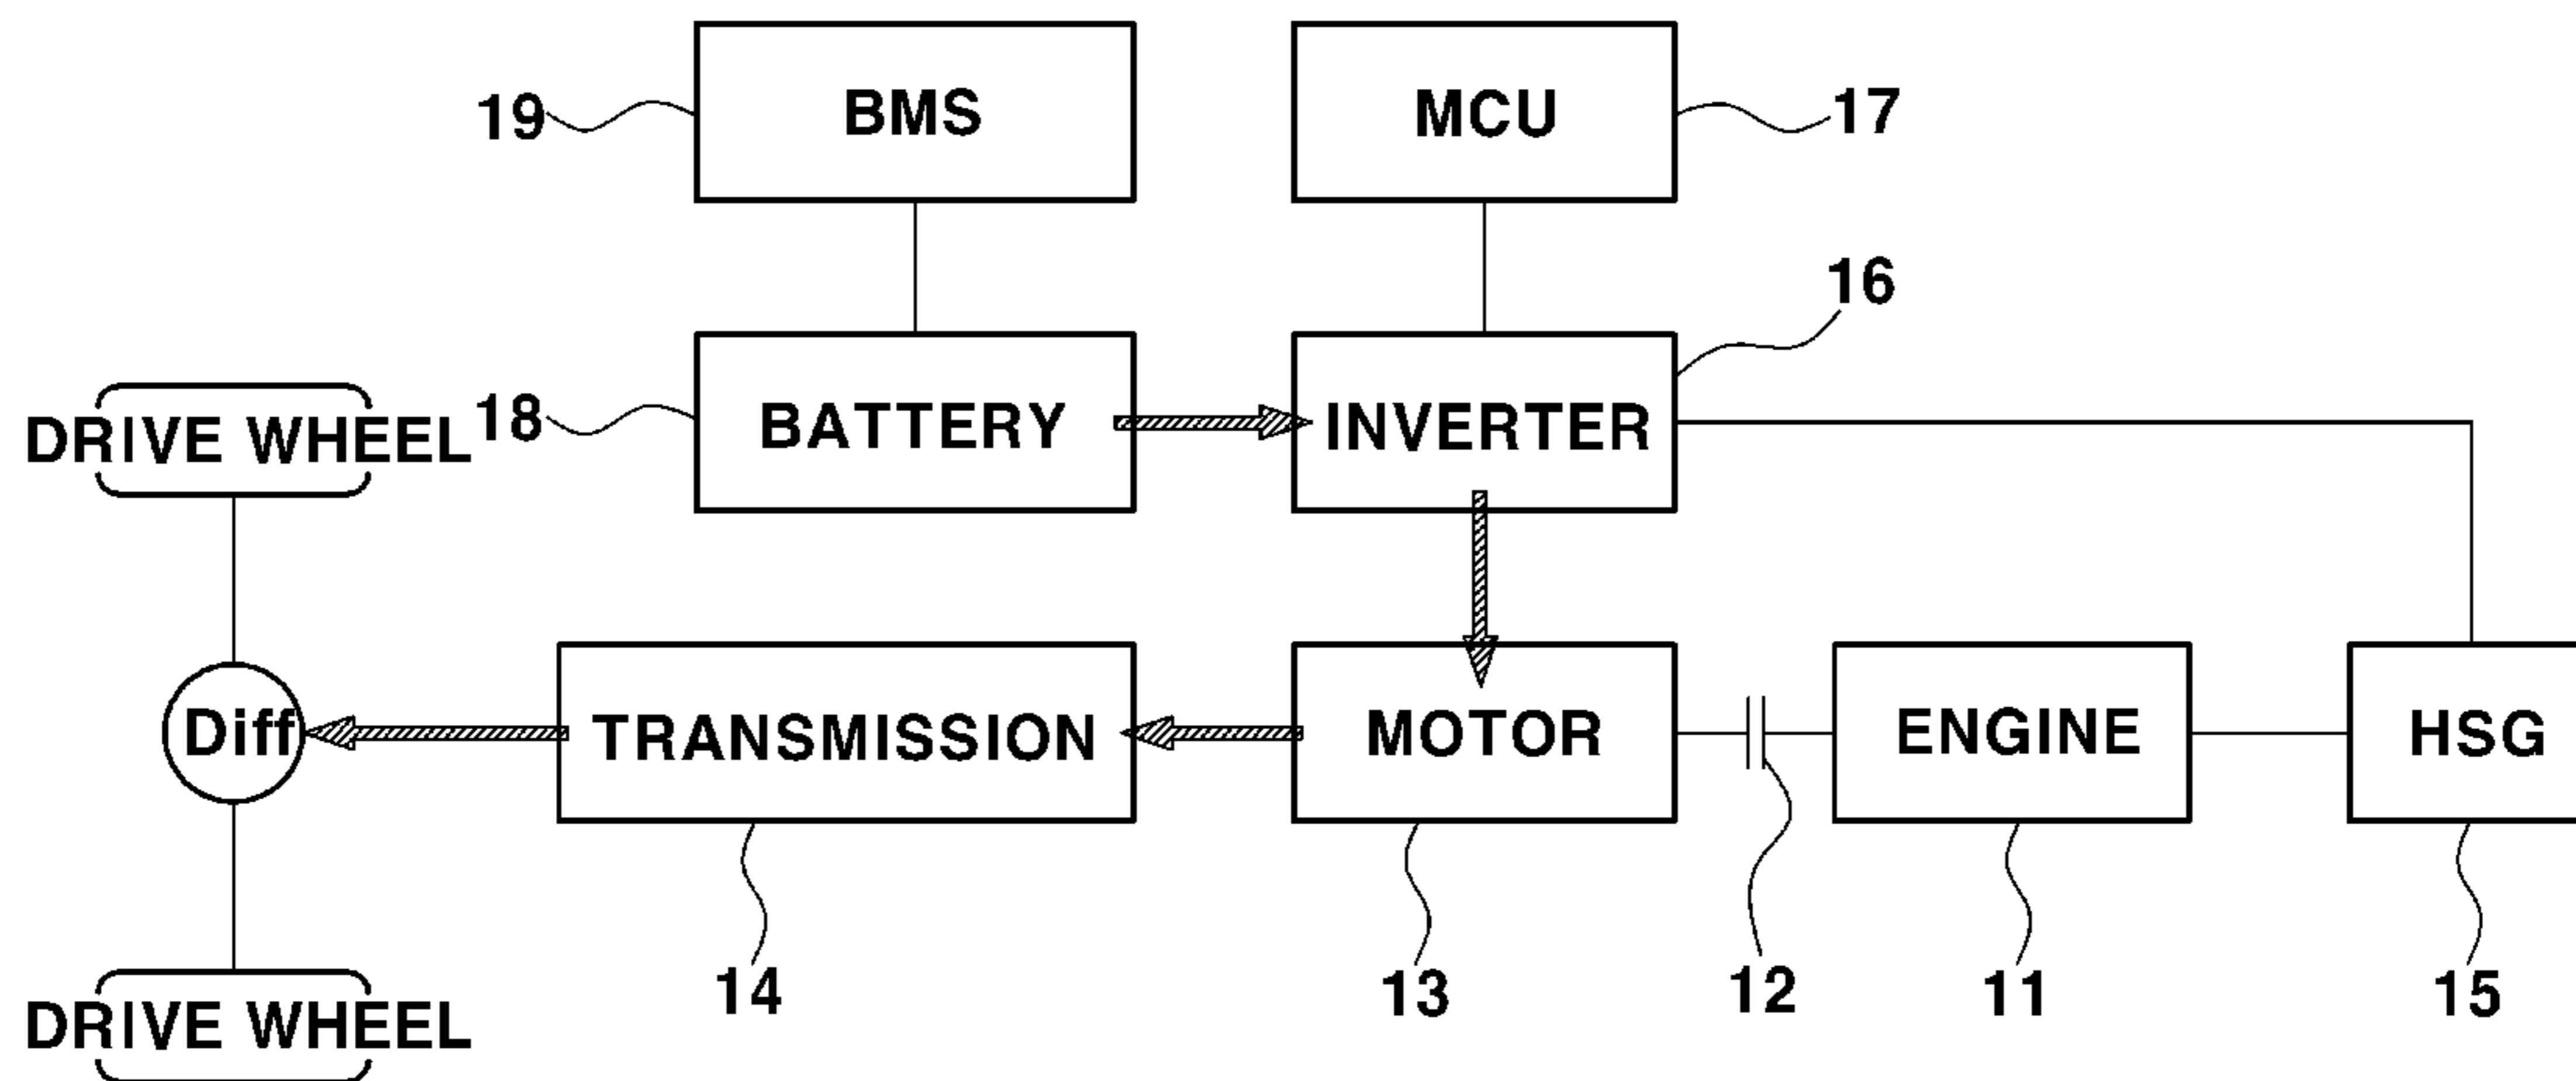 19
BMS
MCU
17
16
DRIVE WHEEL
18
BATTERY
INVERTER
Diff
TRANSMISSION
MOTOR
ENGINE
HSG
14
13
12
11
15
DRIVE WHEEL